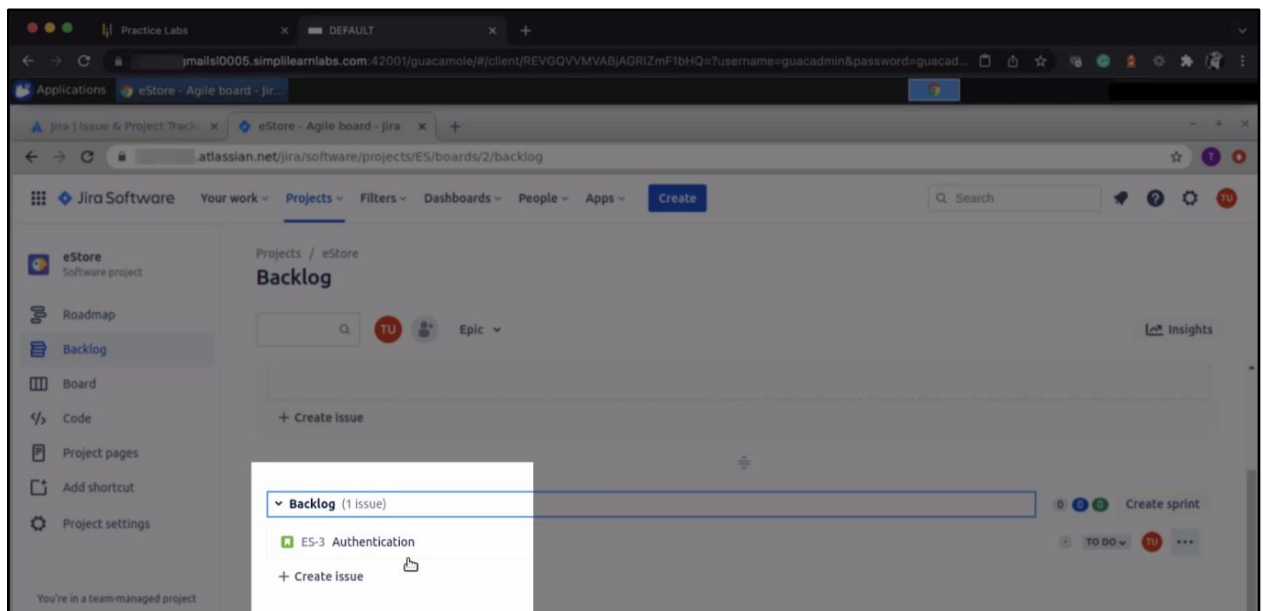 Practice Labs DEFAULT
mailsl0005.simplilearnlabs.com:42001/guacamole/#/client/REVGQVVMVABjAGRIZmF1bHQ=?username=guacadmin&password=guacad...
Applications eStore - Agile board - Jir...
Jira | Issue & Project Track eStore - Agile board - Jira
.atlassian.net/jira/software/projects/ES/boards/2/backlog T
Jira Software Your work Projects Filters Dashboards People Apps Create Search TU
eStore
Software project
Projects / eStore
Backlog
Roadmap
Backlog
Board
Code
Project pages
Add shortcut
Project settings
You're in a team-managed project
TU Epic Insights
+ Create issue
Backlog (1 issue) 0 0 0 Create sprint
ES-3 Authentication TO DO TU
+ Create issue